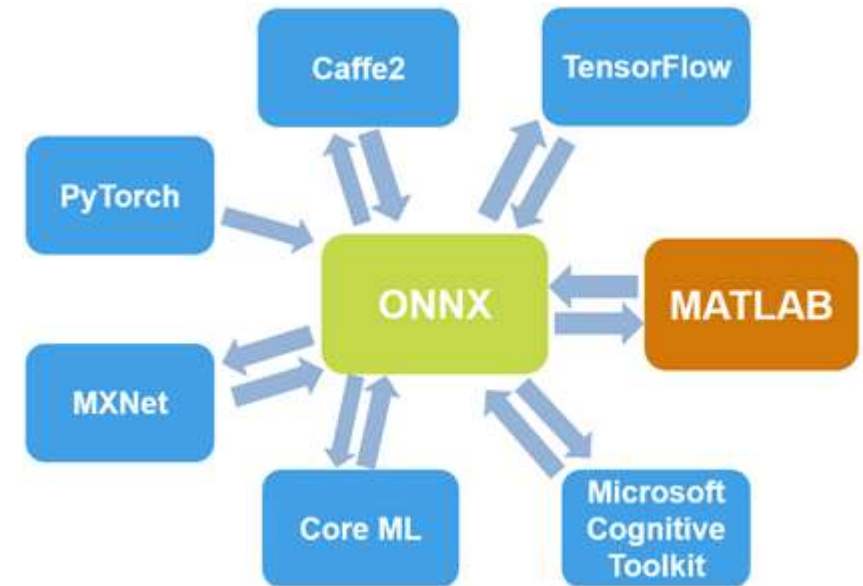 Caffe2
TensorFlow
PyTorch
ONNX
MATLAB
MXNet
Core ML
Microsoft
Cognitive
Toolkit